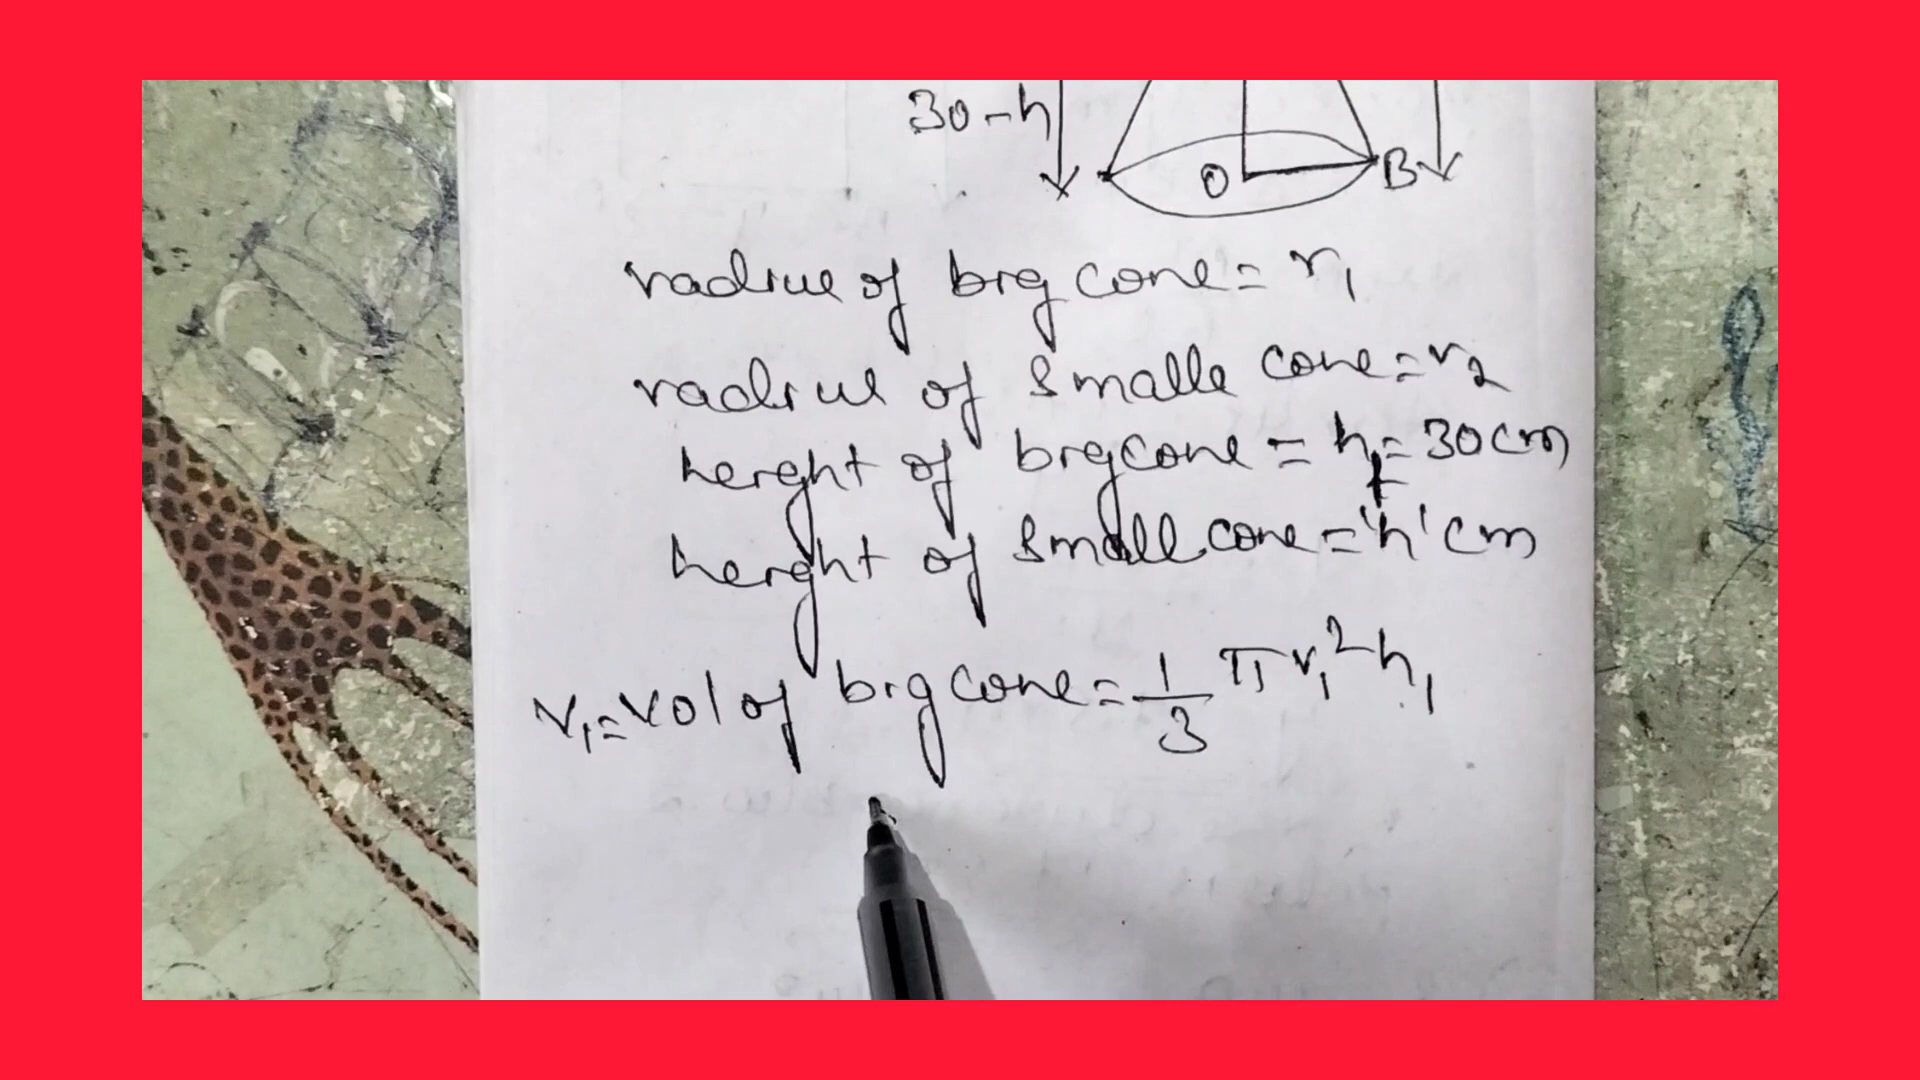 30-h
O B
radius of big cone = r₁
radius of smalle cone = r₂
height of big cone = h₁ = 30 cm
height of small cone = 'h' cm
V₁ = vol of big cone = 1/3 π r₁² h₁